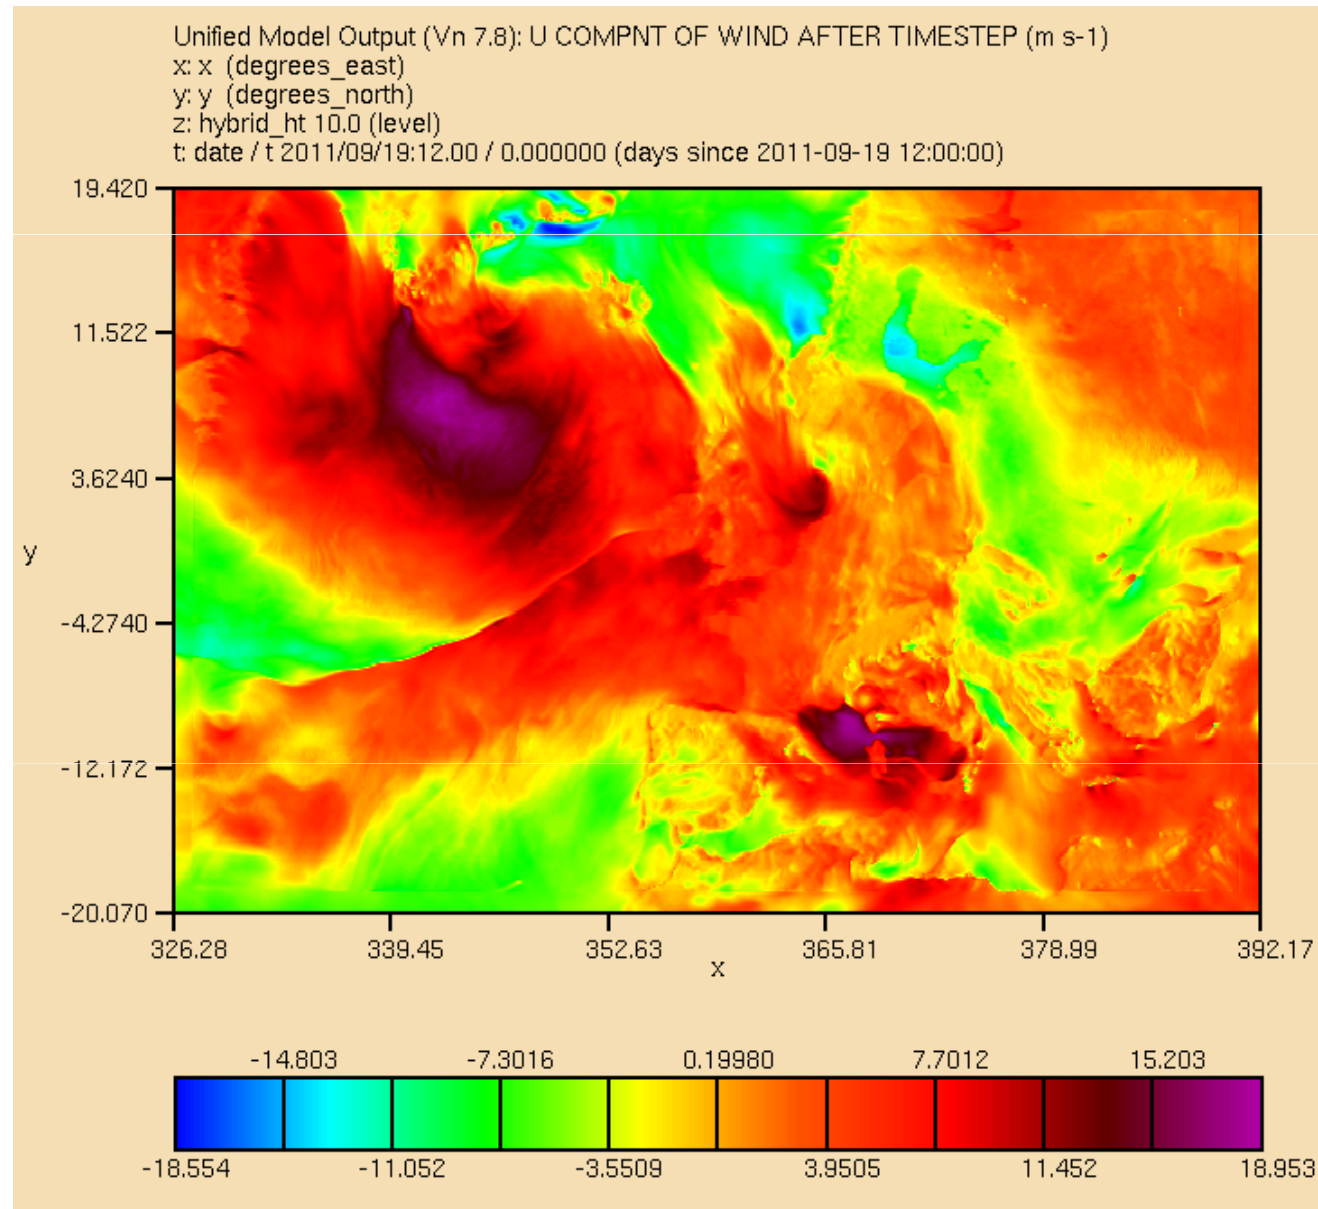 Unified Model Output (Vn 7.8): U COMPNT OF WIND AFTER TIMESTEP (m s-1)
x: x (degrees_east)
y: y (degrees_north)
z: hybrid_ht 10.0 (level)
t: date / t 2011/09/19:12.00 / 0.000000 (days since 2011-09-19 12:00:00)
19.420
11.522
3.6240
y
-4.2740
-12.172
-20.070
326.28 339.45 352.63 365.81 378.99 392.17
x
-14.803 -7.3016 0.19980 7.7012 15.203
-18.554 -11.052 -3.5509 3.9505 11.452 18.953